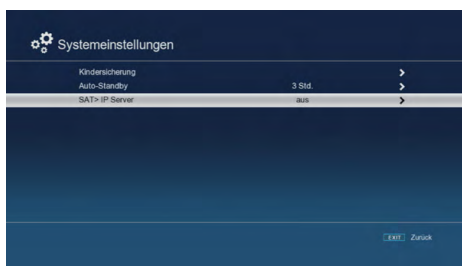 Systemeinstellungen
Kindersicherung
Auto-Standby 3 Std.
SAT> IP Server aus
EXIT Zurück